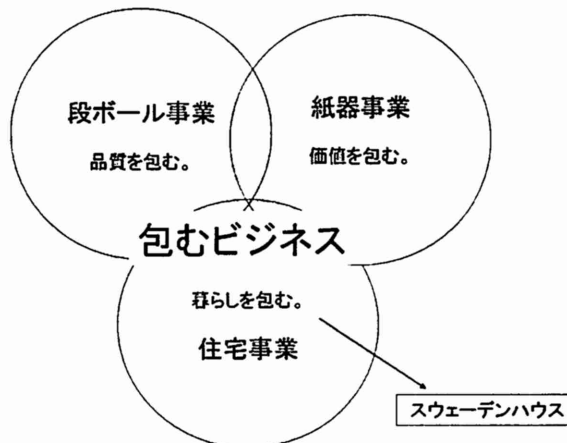 段ボール事業
品質を包む。
紙器事業
価値を包む。
包むビジネス
暮らしを包む。
住宅事業
スウェーデンハウス